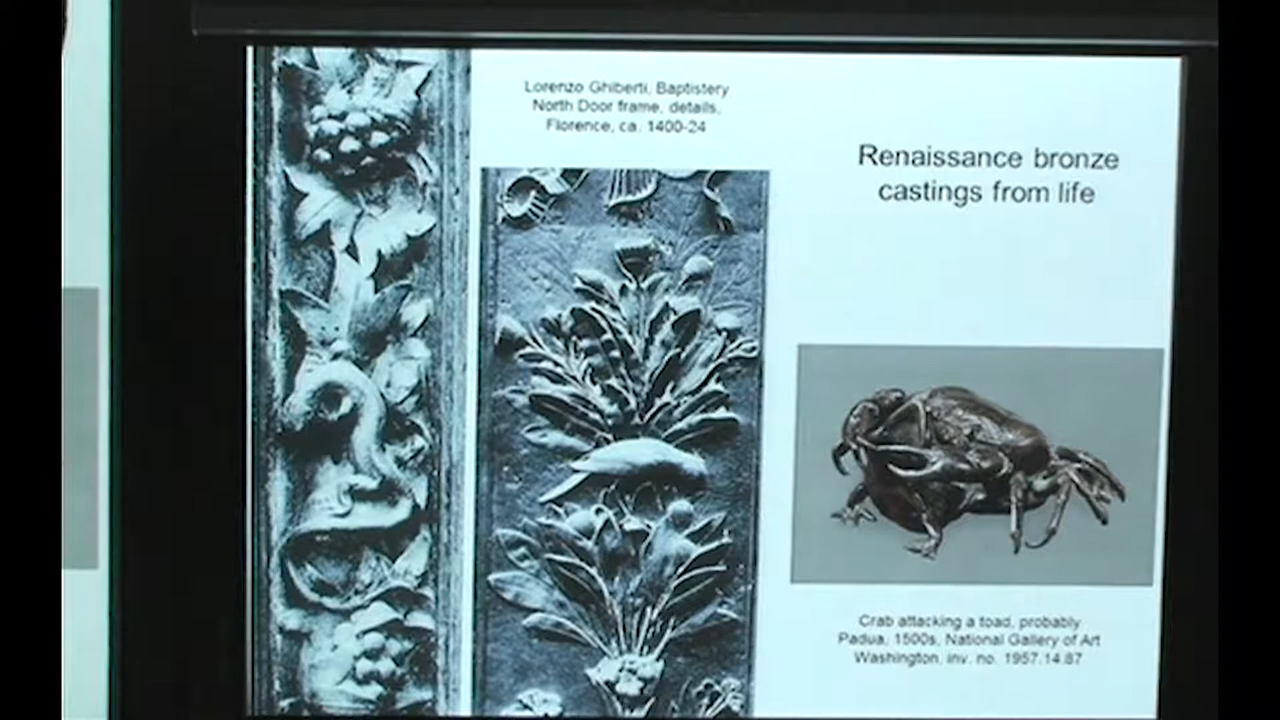 Lorenzo Ghiberti, Baptistery
North Door frame, details,
Florence, ca. 1400-24
Renaissance bronze
castings from life
Crab attacking a toad, probably
Padua, 1500s, National Gallery of Art
Washington, inv. no. 1957.14.87